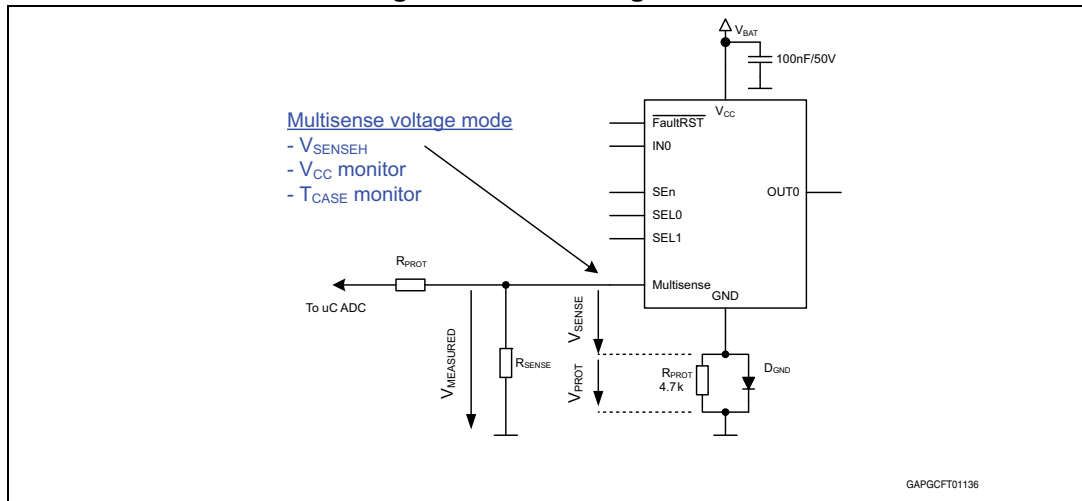 V_BAT
100nF/50V
Multisense voltage mode
- V_SENSEH
- V_CC monitor
- T_CASE monitor
V_CC
FaultRST
IN0
SEn
SEL0
SEL1
OUT0
Multisense
GND
R_PROT
To uC ADC
V_MEASURED
R_SENSE
V_SENSE
V_PROT
R_PROT
4.7k
D_GND
GAPGCFT01136